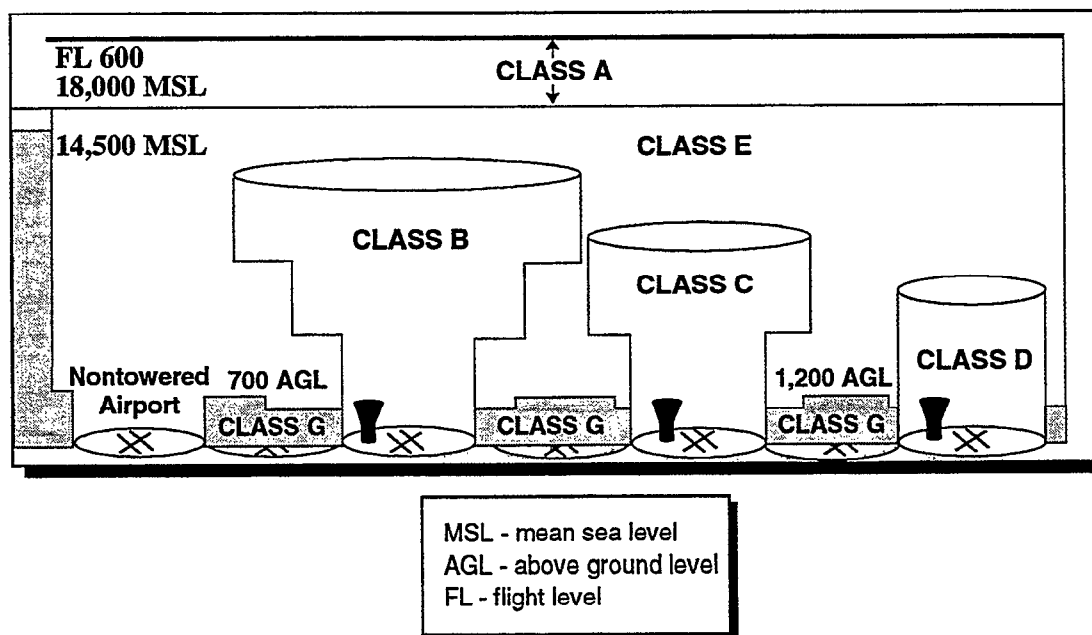 FL 600
18,000 MSL
CLASS A
14,500 MSL
CLASS E
CLASS B
CLASS C
CLASS D
Nontowered
Airport
700 AGL
1,200 AGL
CLASS G
CLASS G
CLASS G
MSL - mean sea level
AGL - above ground level
FL - flight level